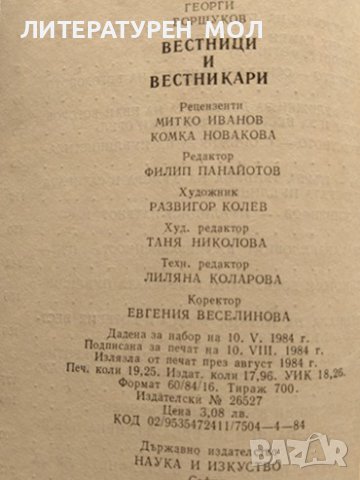 ЛИТЕРАТУРЕН МОЛ
ГЕОРГИ
БОРШУКОВ
ВЕСТНИЦИ
И
ВЕСТНИКАРИ
Рецензенти
МИТКО ИВАНОВ
КОМКА НОВАКОВА
Редактор
ФИЛИП ПАНАЙОТОВ
Художник
РАЗВИГОР КОЛЕВ
Худ. редактор
ТАНЯ НИКОЛОВА
Техн. редактор
ЛИЛЯНА КОЛАРОВА
Коректор
ЕВГЕНИЯ ВЕСЕЛИНОВА
Дадена за набор на 10. V. 1984 г.
Подписана за печат на 10. VIII. 1984 г.
Излязла от печат през август 1984 г.
Печ. коли 19,25. Издат. коли 17,96. УИК 18,26.
Формат 60/84/16. Тираж 700.
Издателски № 26527
Цена 3,08 лв.
КОД 02/9535472411/7504—4—84
Държавно издателство
НАУКА И ИЗКУСТВО
bazar